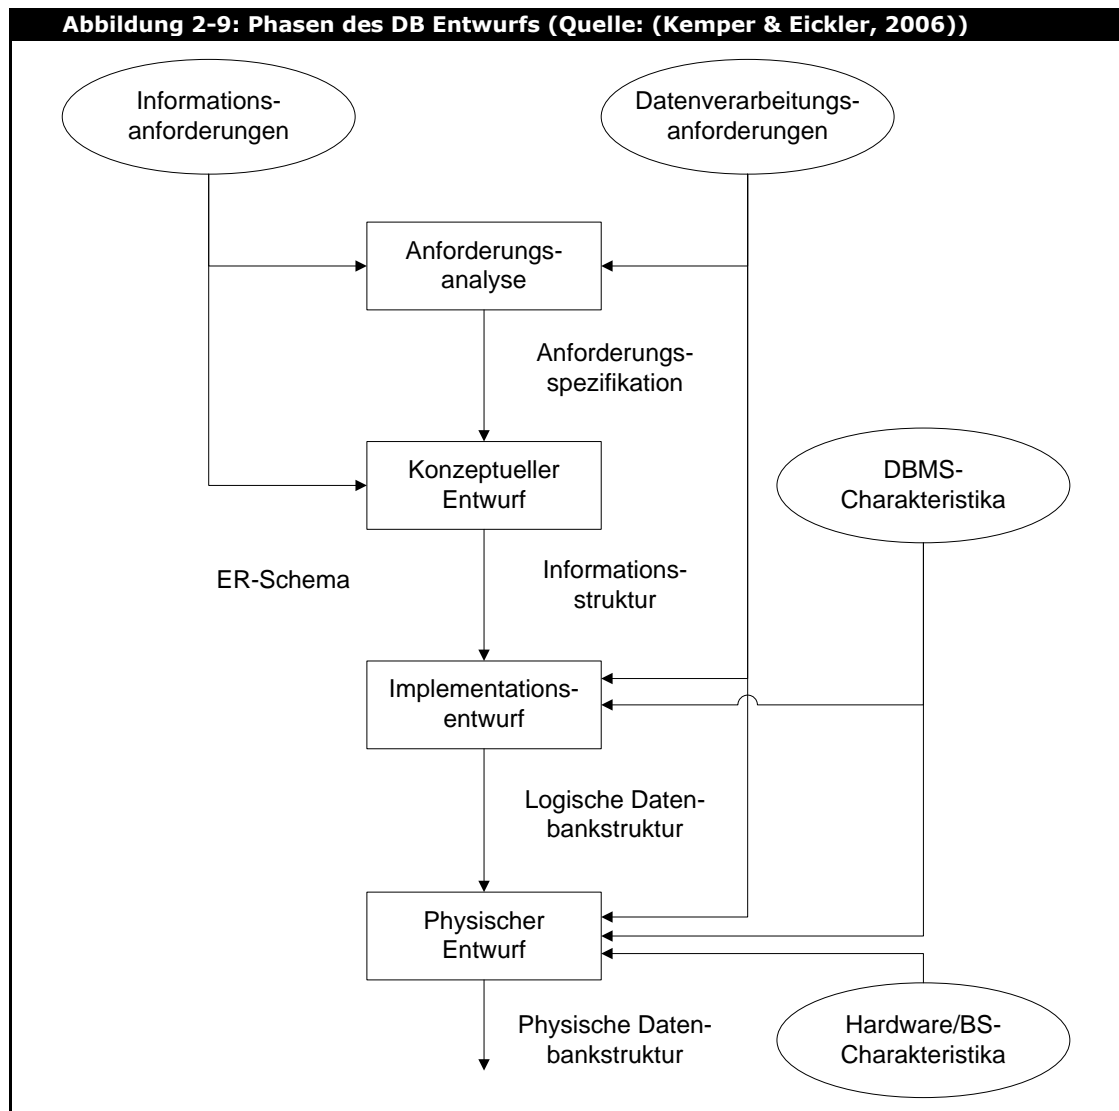 Abbildung 2-9: Phasen des DB Entwurfs (Quelle: (Kemper & Eickler, 2006))
Informations-
anforderungen
Datenverarbeitungs-
anforderungen
Anforderungs-
analyse
Anforderungs-
spezifikation
Konzeptueller
Entwurf
DBMS-
Charakteristika
ER-Schema
Informations-
struktur
Implementations-
entwurf
Logische Daten-
bankstruktur
Physischer
Entwurf
Physische Daten-
bankstruktur
Hardware/BS-
Charakteristika